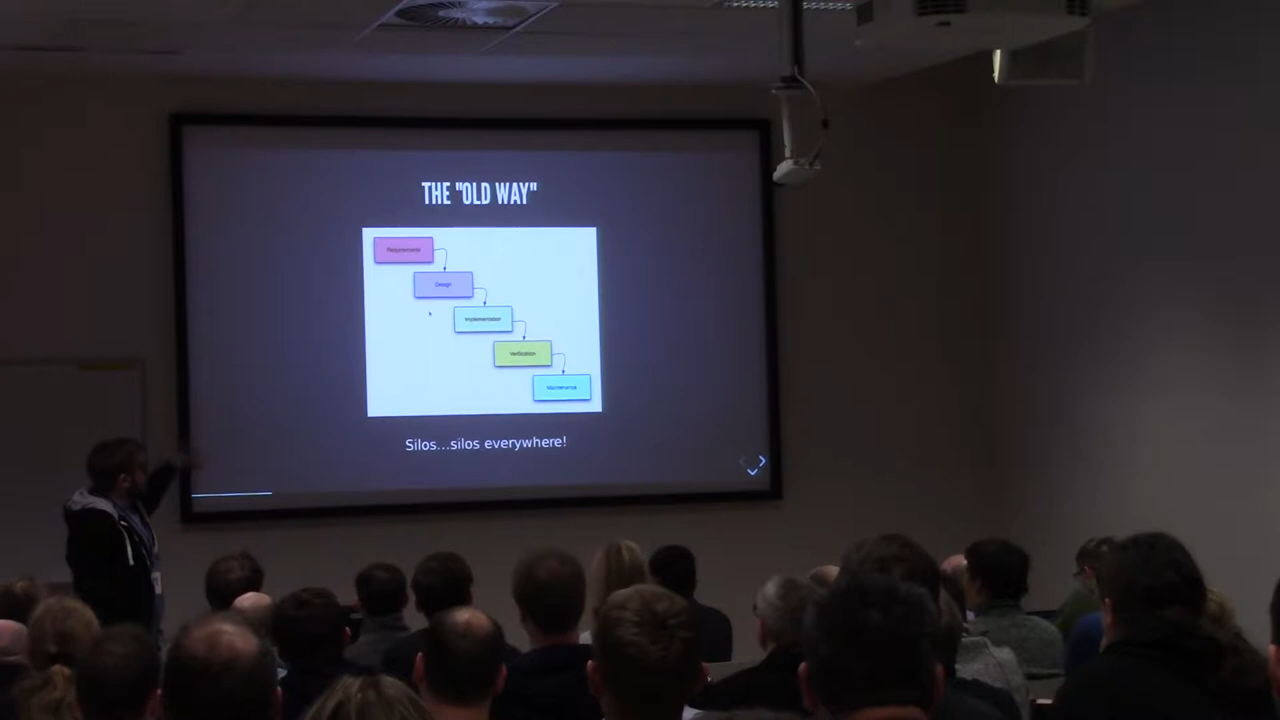 THE "OLD WAY"
Requirements
Design
Implementation
Verification
Maintenance
Silos...silos everywhere!